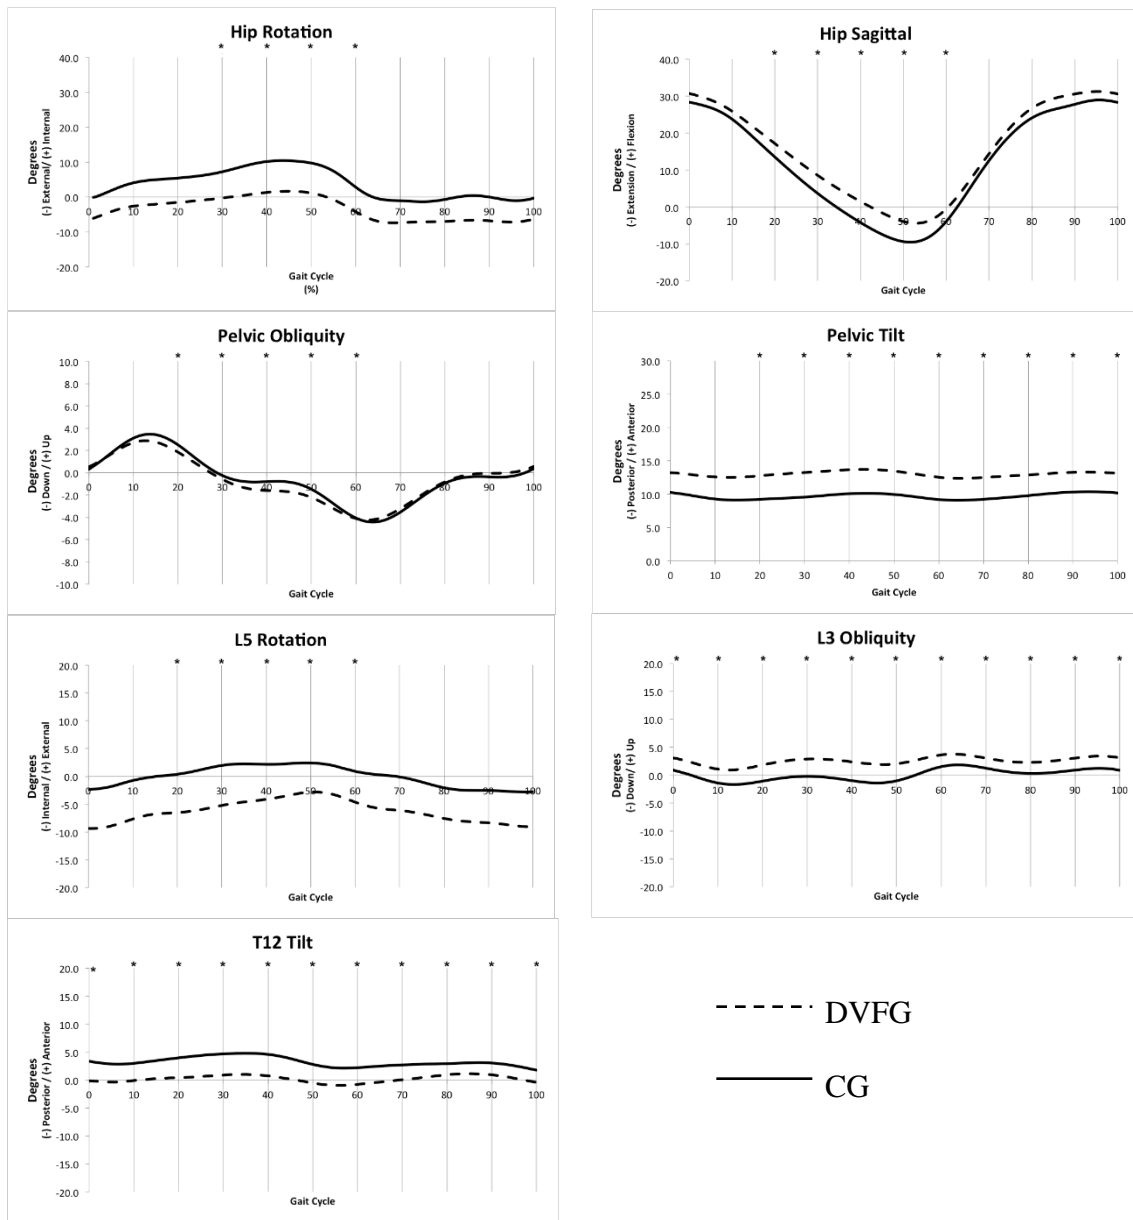 Hip Rotation
* * * *
40.0
30.0
20.0
10.0
0.0
-10.0
-20.0
Degrees
(-) External/ (+) Internal
0 10 20 30 40 50 60 70 80 90 100
Gait Cycle
(%)
Hip Sagittal
* * * * *
40.0
30.0
20.0
10.0
0.0
-10.0
-20.0
Degrees
(-) Extension / (+) Flexion
0 10 20 30 40 50 60 70 80 90 100
Gait Cycle
Pelvic Obliquity
* * * * *
10.0
8.0
6.0
4.0
2.0
0.0
-2.0
-4.0
-6.0
-8.0
-10.0
Degrees
(-) Down / (+) Up
0 10 20 30 40 50 60 70 80 90 100
Gait Cycle
Pelvic Tilt
* * * * * * * * *
30.0
25.0
20.0
15.0
10.0
5.0
0.0
Degrees
(-) Posterior / (+) Anterior
0 10 20 30 40 50 60 70 80 90 100
Gait Cycle
L5 Rotation
* * * * *
20.0
15.0
10.0
5.0
0.0
-5.0
-10.0
-15.0
-20.0
Degrees
(-) Internal / (+) External
0 10 20 30 40 50 60 70 80 90 100
Gait Cycle
L3 Obliquity
* * * * * * * * * * *
20.0
15.0
10.0
5.0
0.0
-5.0
-10.0
-15.0
-20.0
Degrees
(-) Down/ (+) Up
0 10 20 30 40 50 60 70 80 90 100
Gait Cycle
T12 Tilt
* * * * * * * * * * *
20.0
15.0
10.0
5.0
0.0
-5.0
-10.0
-15.0
-20.0
Degrees
(-) Posterior / (+) Anterior
0 10 20 30 40 50 60 70 80 90 100
Gait Cycle
DVFG
CG